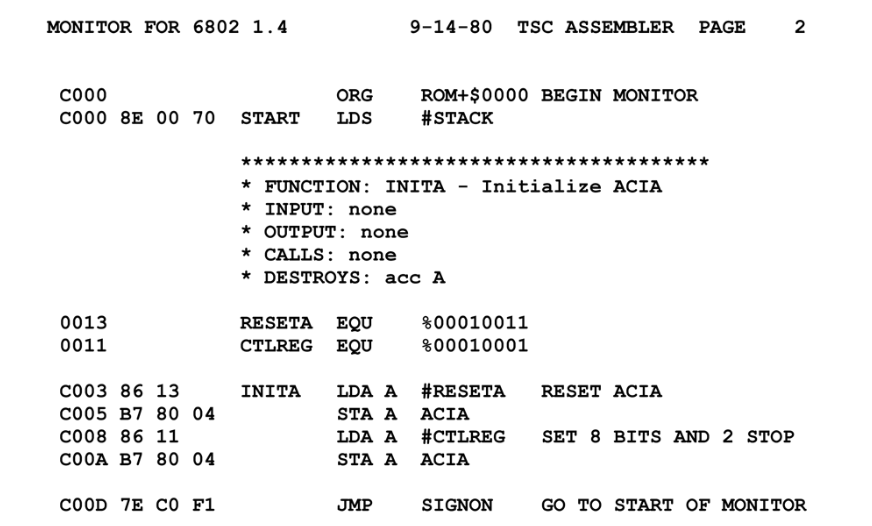 MONITOR FOR 6802 1.4          9-14-80  TSC ASSEMBLER  PAGE    2
C000                   ORG    ROM+$0000 BEGIN MONITOR
C000 8E 00 70  START   LDS    #STACK
***************************************
* FUNCTION: INITA - Initialize ACIA
* INPUT: none
* OUTPUT: none
* CALLS: none
* DESTROYS: acc A
0013           RESETA  EQU    %00010011
0011           CTLREG  EQU    %00010001
C003 86 13     INITA   LDA A  #RESETA   RESET ACIA
C005 B7 80 04          STA A  ACIA
C008 86 11             LDA A  #CTLREG   SET 8 BITS AND 2 STOP
C00A B7 80 04          STA A  ACIA
C00D 7E C0 F1          JMP    SIGNON    GO TO START OF MONITOR